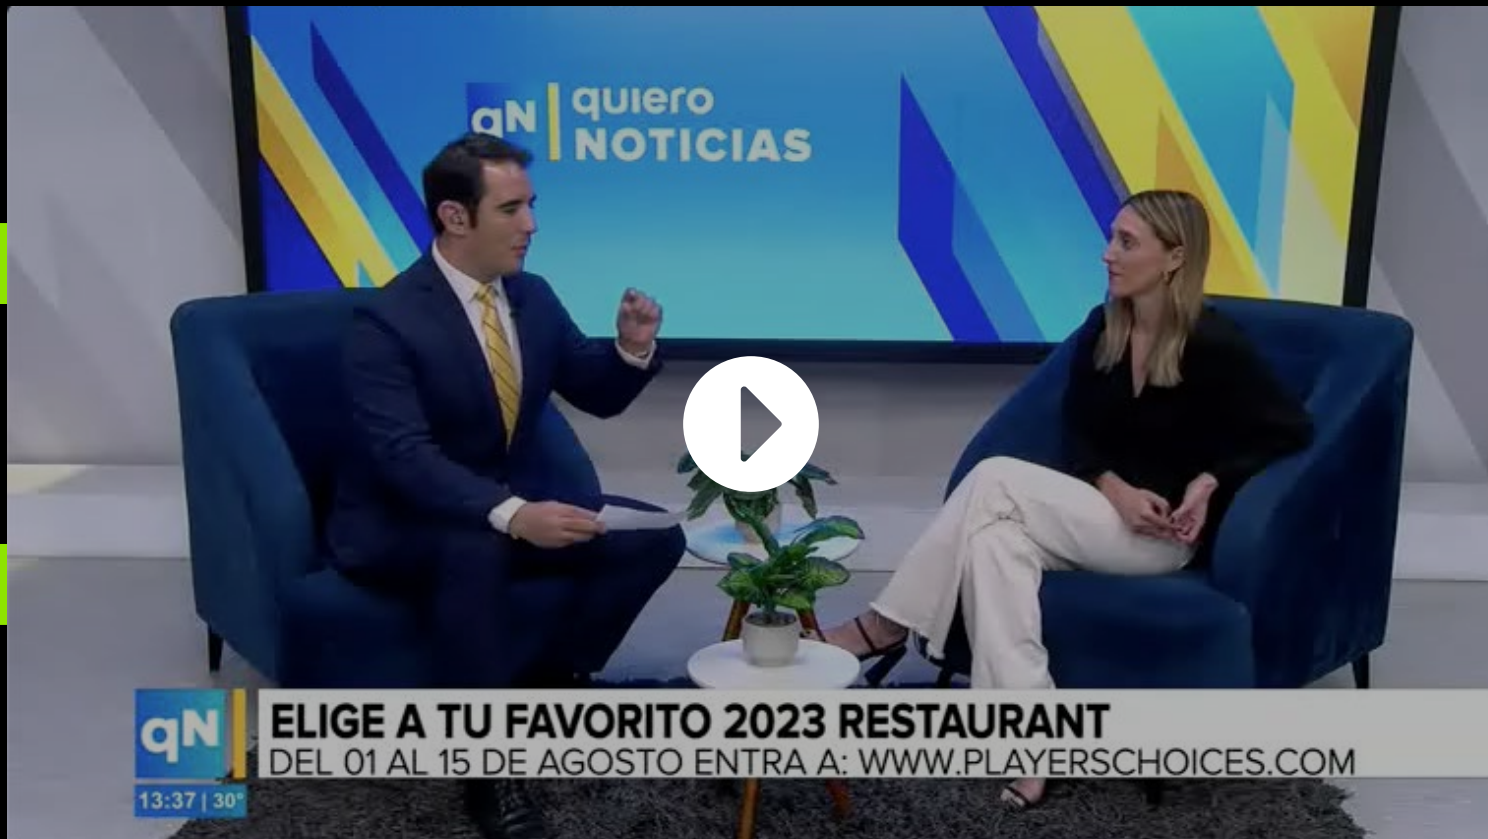 qN
quiero
NOTICIAS
qN
ELIGE A TU FAVORITO 2023 RESTAURANT
DEL 01 AL 15 DE AGOSTO ENTRA A: WWW.PLAYERSCHOICES.COM
13:37 | 30°